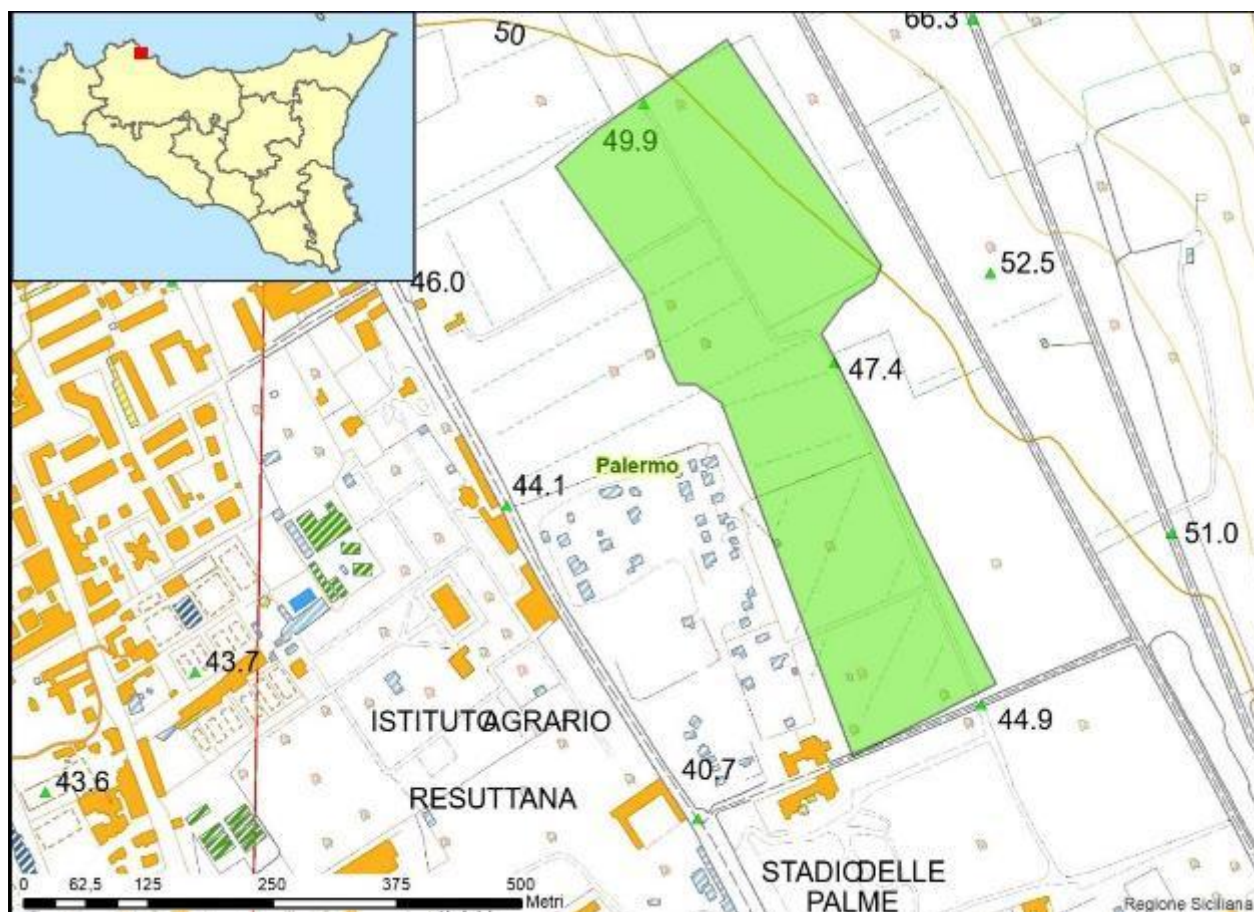 66.3
50
49.9
52.5
46.0
47.4
Palermo
44.1
51.0
43.7
ISTITUTO AGRARIO
44.9
43.6
40.7
RESUTTANA
STADIO DELLE
PALME
0 62.5 125 250 375 500
Metri
Regione Siciliana